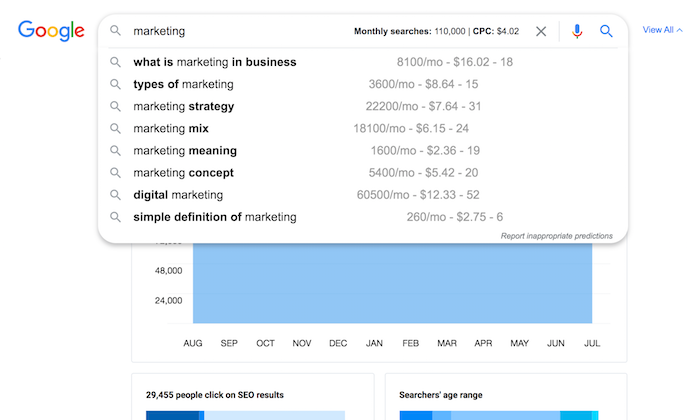 Google
marketing Monthly searches: 110,000 | CPC: $4.02 View All
what is marketing in business 8100/mo - $16.02 - 18
types of marketing 3600/mo - $8.64 - 15
marketing strategy 22200/mo - $7.64 - 31
marketing mix 18100/mo - $6.15 - 24
marketing meaning 1600/mo - $2.36 - 19
marketing concept 5400/mo - $5.42 - 20
digital marketing 60500/mo - $12.33 - 52
simple definition of marketing 260/mo - $2.75 - 6
Report inappropriate predictions
48,000
24,000
AUG SEP OCT NOV DEC JAN FEB MAR APR MAY JUN JUL
29,455 people click on SEO results
Searchers' age range